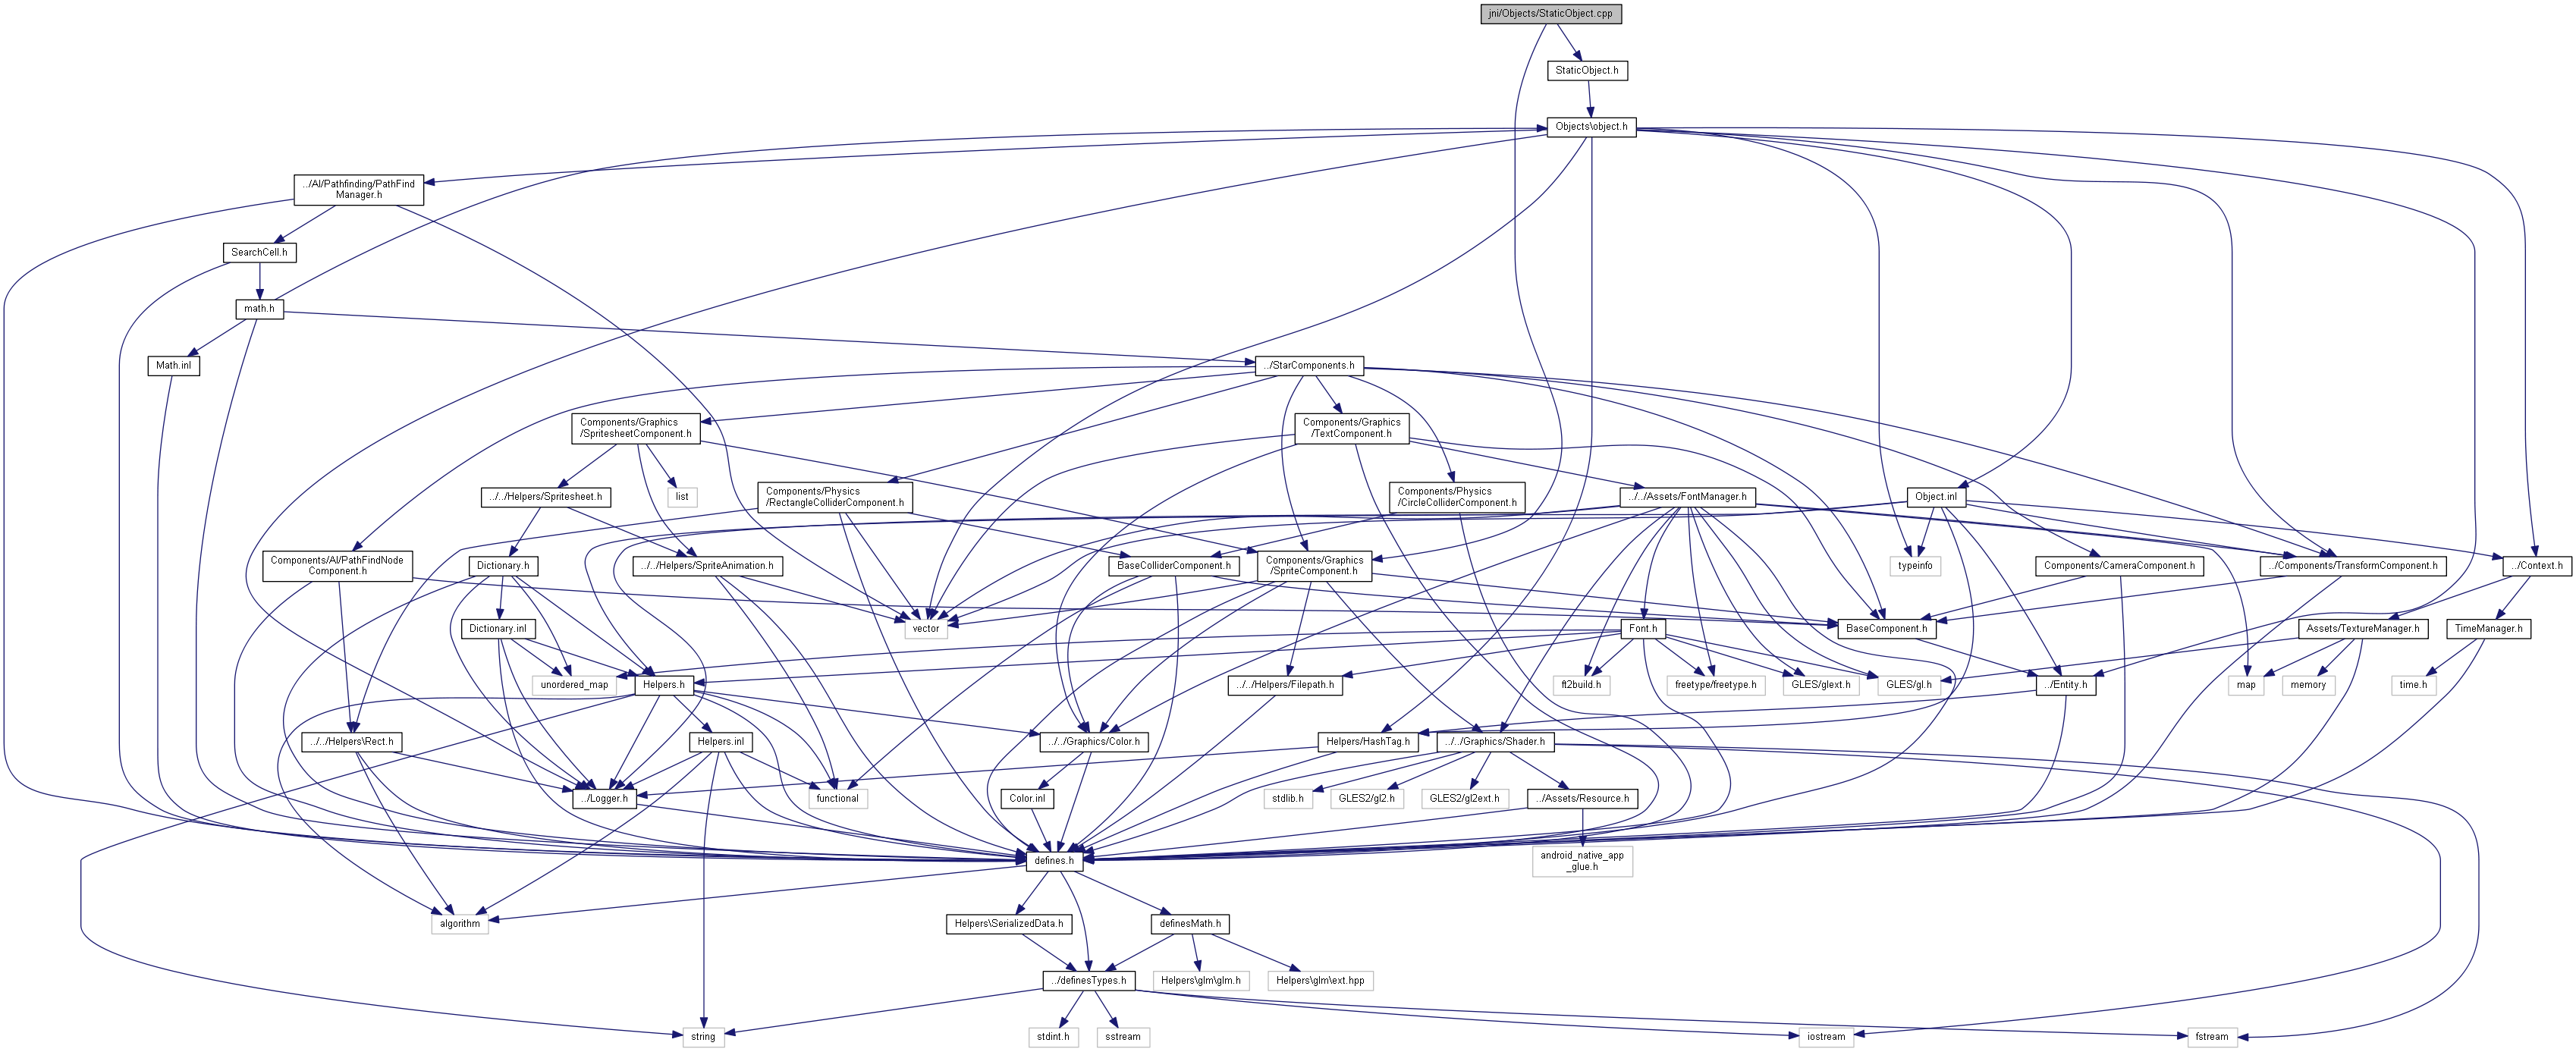 jni/Objects/StaticObject.cpp
StaticObject.h
Objects\object.h
../AI/Pathfinding/PathFind
Manager.h
SearchCell.h
math.h
Math.inl
../StarComponents.h
Components/Graphics
/SpritesheetComponent.h
Components/Graphics
/TextComponent.h
../../Helpers/Spritesheet.h
list
Components/Physics
/RectangleColliderComponent.h
Components/Physics
/CircleColliderComponent.h
../../Assets/FontManager.h
Object.inl
Components/AI/PathFindNode
Component.h
Dictionary.h
../../Helpers/SpriteAnimation.h
BaseColliderComponent.h
Components/Graphics
/SpriteComponent.h
typeinfo
Components/CameraComponent.h
../Components/TransformComponent.h
../Context.h
Dictionary.inl
vector
Font.h
BaseComponent.h
Assets/TextureManager.h
TimeManager.h
unordered_map
Helpers.h
../../Helpers/Filepath.h
ft2build.h
freetype/freetype.h
GLES/glext.h
GLES/gl.h
../Entity.h
map
memory
time.h
../../Helpers\Rect.h
Helpers.inl
../../Graphics/Color.h
Helpers/HashTag.h
../../Graphics/Shader.h
../Logger.h
functional
Color.inl
stdlib.h
GLES2/gl2.h
GLES2/gl2ext.h
../Assets/Resource.h
defines.h
android_native_app
_glue.h
algorithm
Helpers\SerializedData.h
definesMath.h
../definesTypes.h
Helpers\glm\glm.h
Helpers\glm\ext.hpp
string
stdint.h
sstream
iostream
fstream